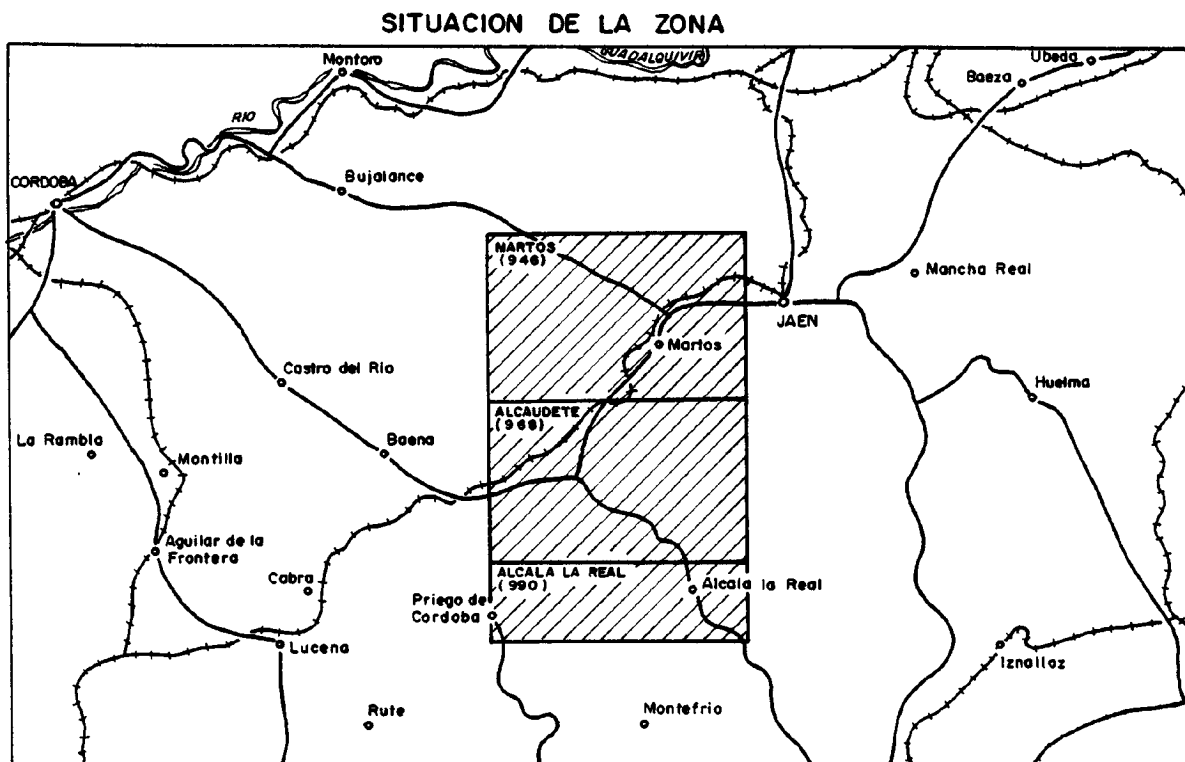 SITUACION DE LA ZONA
GUADALQUIVIR
Montoro
Ubeda
Baeza
RIO
CORDOBA
Bujalance
NARTOS
(946)
Mancha Real
JAEN
Martos
Castro del Rio
Huelma
ALCAUDETE
(968)
La Rambla
Baena
Montilla
Aguilar de la
Frontera
Cabra
ALCALA LA REAL
(990)
Alcala la Real
Priego de
Cordoba
Lucena
Iznallaz
Rute
Montefrio